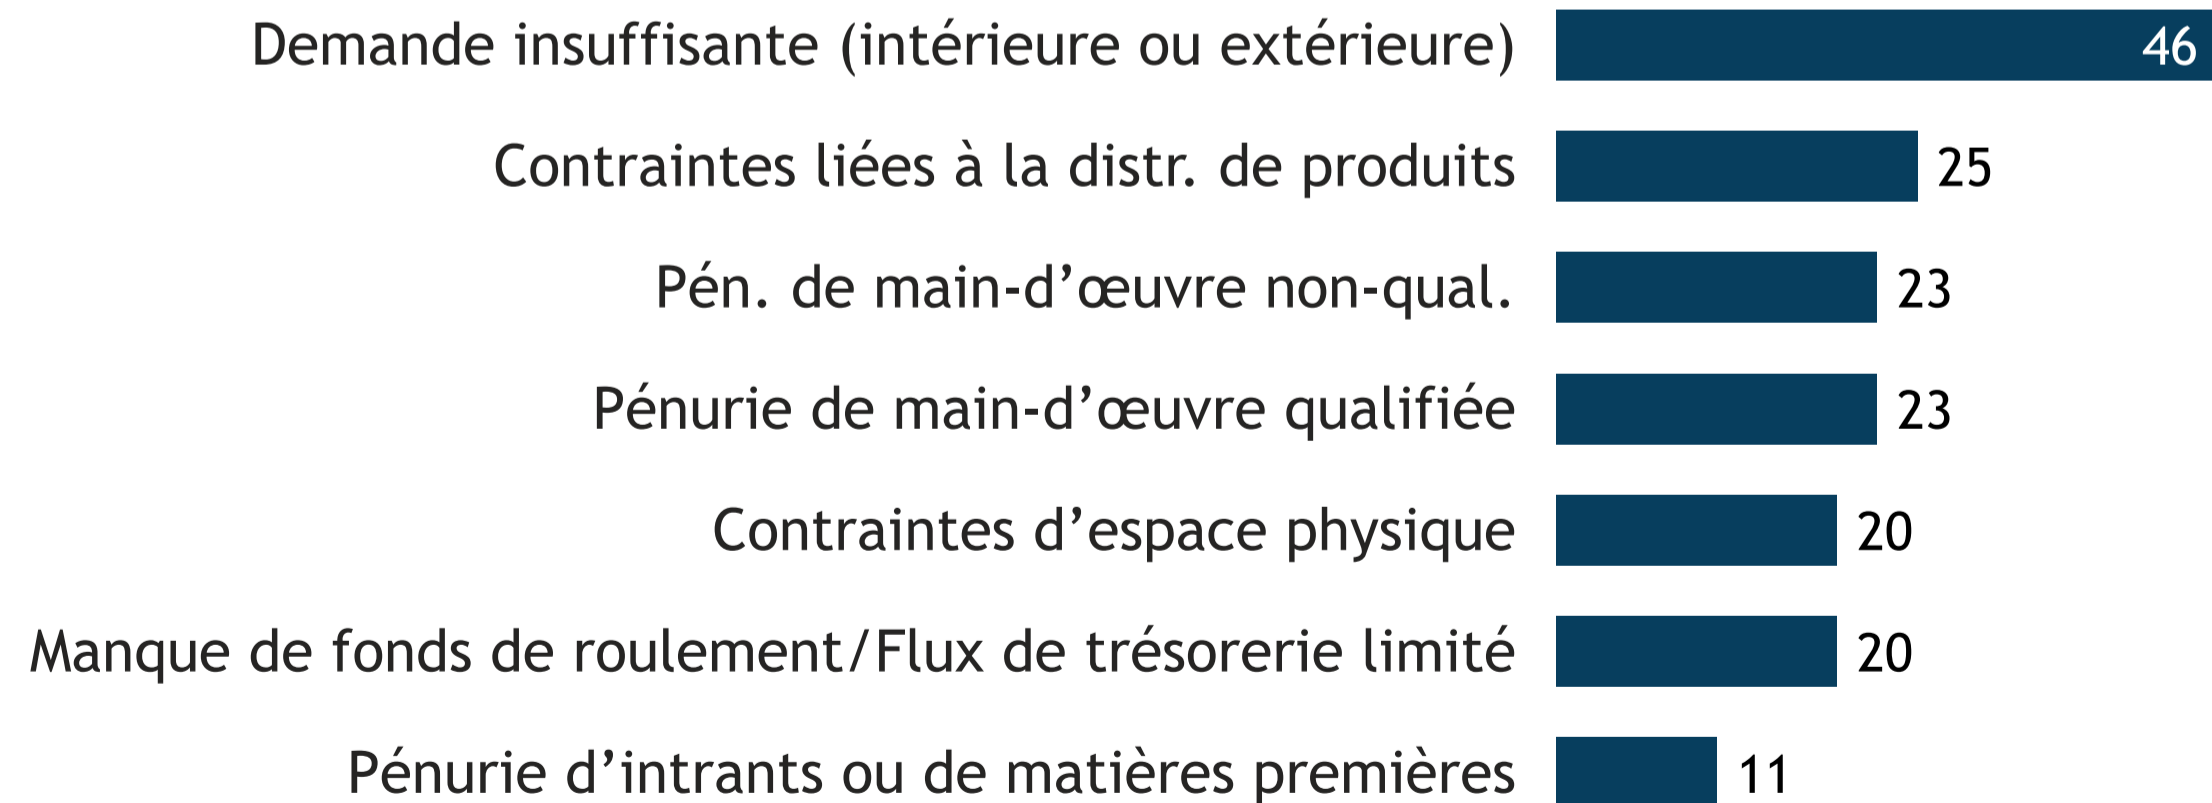 Demande insuffisante (intérieure ou extérieure) 46
Contraintes liées à la distr. de produits 25
Pén. de main-d’œuvre non-qual. 23
Pénurie de main-d’œuvre qualifiée 23
Contraintes d’espace physique 20
Manque de fonds de roulement/Flux de trésorerie limité 20
Pénurie d’intrants ou de matières premières 11